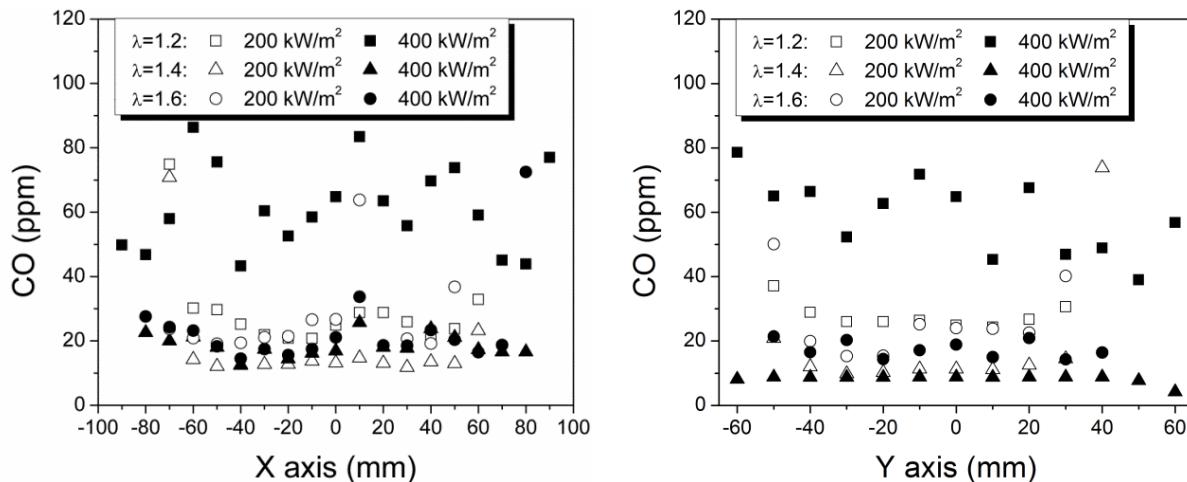 120
100
80
60
40
20
0
CO (ppm)
λ=1.2: □ 200 kW/m² ■ 400 kW/m²
λ=1.4: △ 200 kW/m² ▲ 400 kW/m²
λ=1.6: ○ 200 kW/m² ● 400 kW/m²
-100 -80 -60 -40 -20 0 20 40 60 80 100
X axis (mm)
120
100
80
60
40
20
0
CO (ppm)
λ=1.2: □ 200 kW/m² ■ 400 kW/m²
λ=1.4: △ 200 kW/m² ▲ 400 kW/m²
λ=1.6: ○ 200 kW/m² ● 400 kW/m²
-60 -40 -20 0 20 40 60
Y axis (mm)